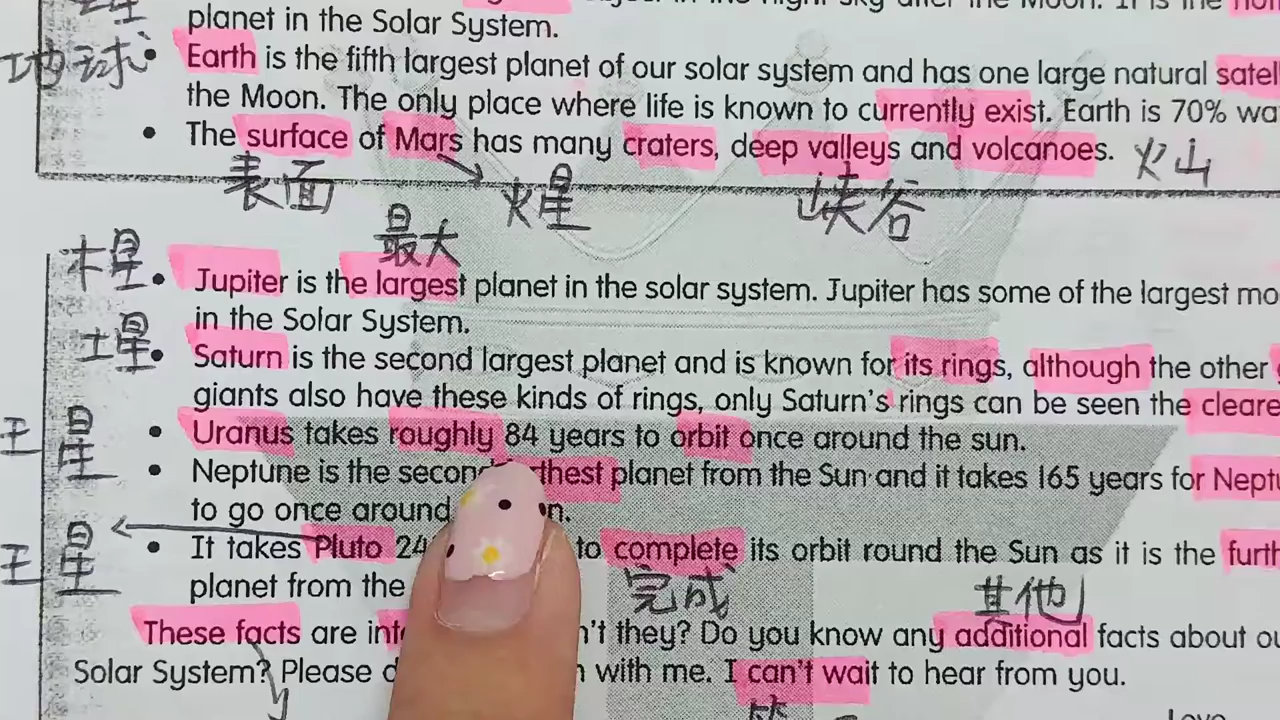 planet in the Solar System.
地球
Earth is the fifth largest planet of our solar system and has one large natural
the Moon. The only place where life is known to currently exist. Earth is 70%
The surface of Mars has many craters, deep valleys and volcanoes. 火山
表面 火星 峡谷
最大
木星
Jupiter is the largest planet in the solar system. Jupiter has some of the largest
in the Solar System.
土星
Saturn is the second largest planet and is known for its rings, although the other
giants also have these kinds of rings, only Saturn's rings can be seen the
王星
Uranus takes roughly 84 years to orbit once around the sun.
Neptune is the second planet from the Sun and it takes 165 years for
to go once around
王星
It takes Pluto to complete its orbit round the Sun as it is the
planet from the
完成 其他
These facts are they? Do you know any additional facts about
Solar System? Please with me. I can't wait to hear from you.
Love